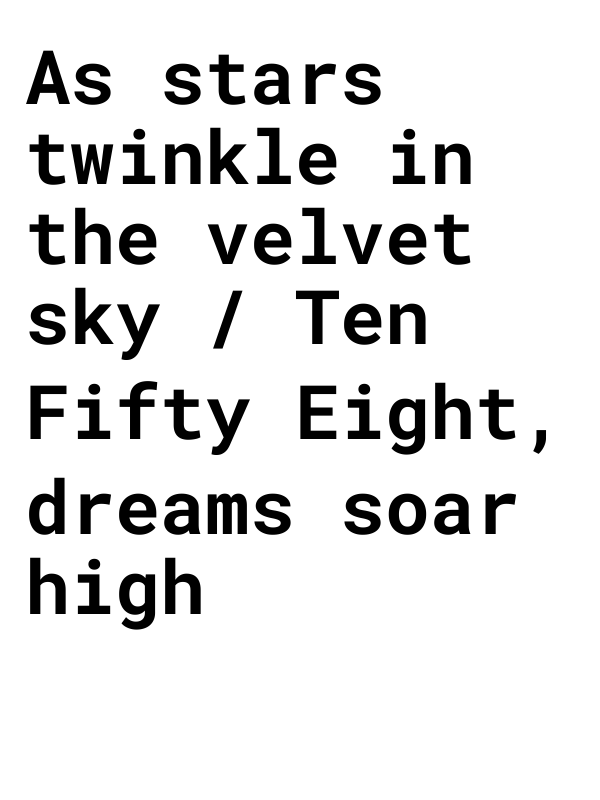 As stars
twinkle in
the velvet
sky / Ten
Fifty Eight,
dreams soar
high